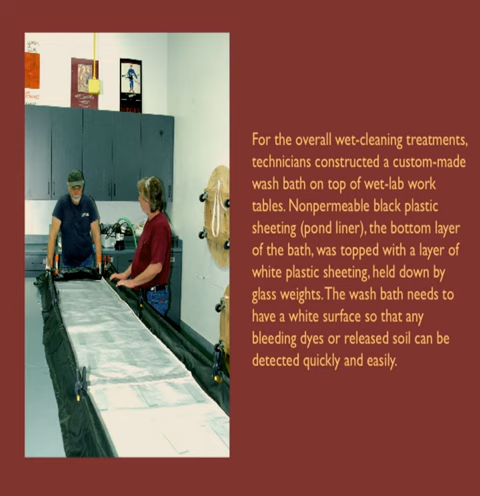 For the overall wet-cleaning treatments,
technicians constructed a custom-made
wash bath on top of wet-lab work
tables. Nonpermeable black plastic
sheeting (pond liner), the bottom layer
of the bath, was topped with a layer of
white plastic sheeting, held down by
glass weights. The wash bath needs to
have a white surface so that any
bleeding dyes or released soil can be
detected quickly and easily.